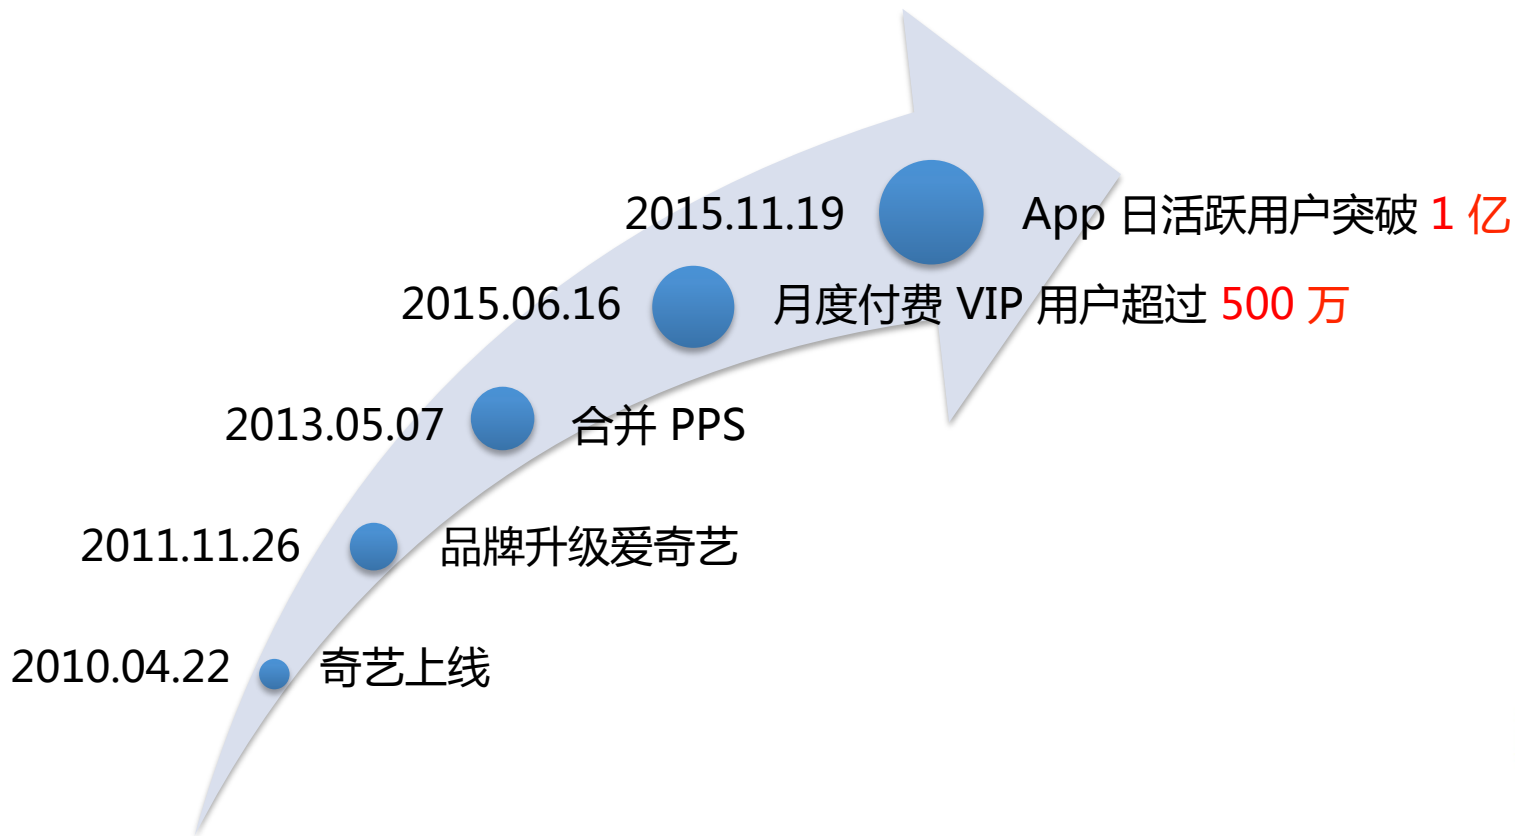 2015.11.19 App 日活跃用户突破 1 亿
2015.06.16 月度付费 VIP 用户超过 500 万
2013.05.07 合并 PPS
2011.11.26 品牌升级爱奇艺
2010.04.22 奇艺上线